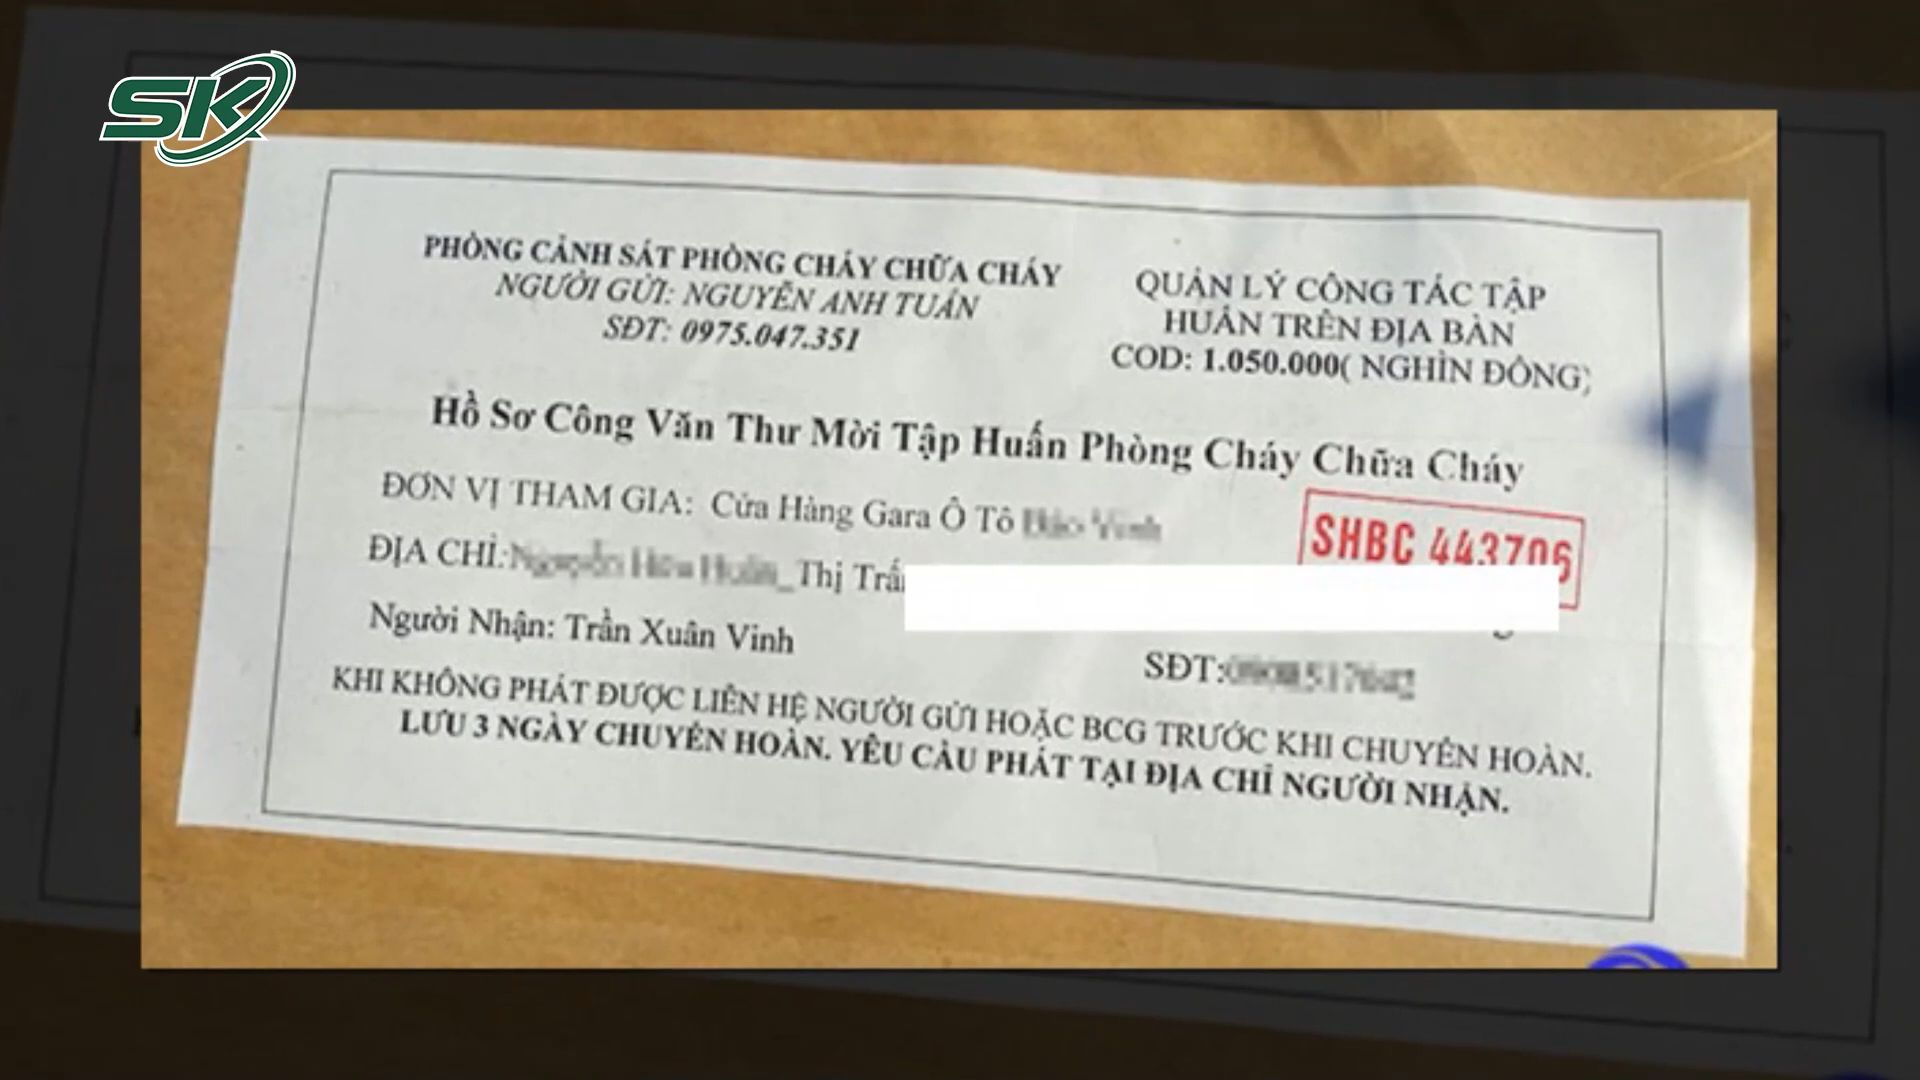 SK
PHÒNG CẢNH SÁT PHÒNG CHÁY CHỮA CHÁY
NGƯỜI GỬI: NGUYỄN ANH TUẤN
SĐT: 0975.047.351
QUẢN LÝ CÔNG TÁC TẬP
HUẤN TRÊN ĐỊA BÀN
COD: 1.050.000( NGHÌN ĐỒNG)
Hồ Sơ Công Văn Thư Mời Tập Huấn Phòng Cháy Chữa Cháy
ĐƠN VỊ THAM GIA: Cửa Hàng Gara Ô Tô
SHBC 443706
ĐỊA CHỈ: Thị Trấ
Người Nhận: Trần Xuân Vinh
SĐT:
KHI KHÔNG PHÁT ĐƯỢC LIÊN HỆ NGƯỜI GỬI HOẶC BCG TRƯỚC KHI CHUYỂN HOÀN.
LƯU 3 NGÀY CHUYỂN HOÀN. YÊU CẦU PHÁT TẠI ĐỊA CHỈ NGƯỜI NHẬN.